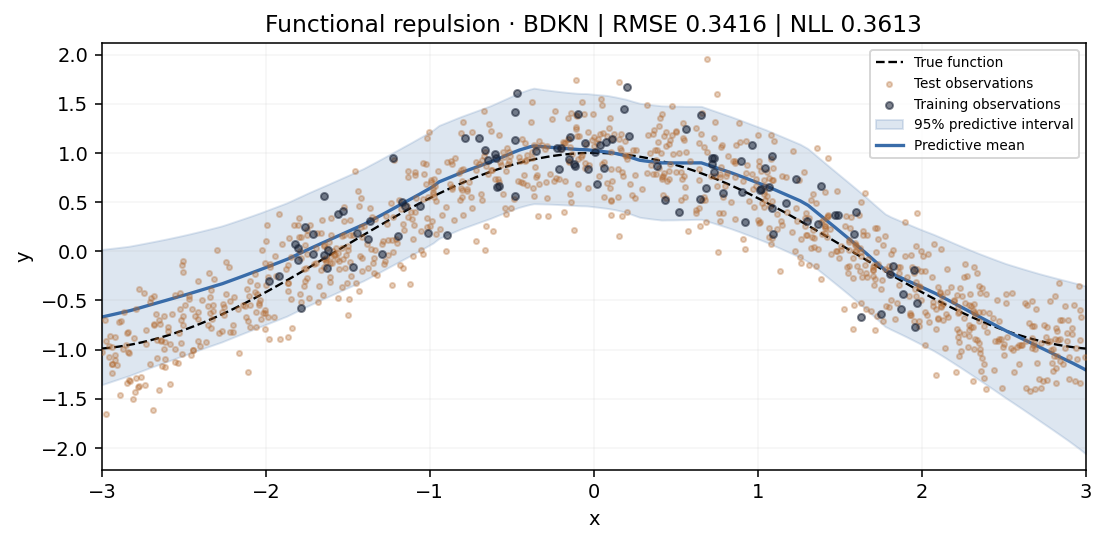 Functional repulsion · BDKN | RMSE 0.3416 | NLL 0.3613
True function
Test observations
Training observations
95% predictive interval
Predictive mean
y
2.0
1.5
1.0
0.5
0.0
−0.5
−1.0
−1.5
−2.0
−3
−2
−1
0
1
2
3
x